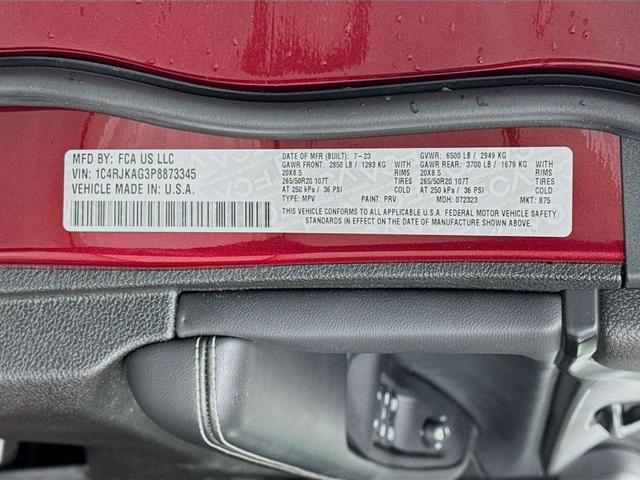 MFD BY: FCA US LLC
VIN: 1C4RJKAG3P8873345
VEHICLE MADE IN U.S.A.
DATE OF MFR (BUILT): 7-23 GVWR: 6500 LB / 2949 KG
GAWR FRONT: 2850 LB / 1293 KG WITH GAWR REAR: 3700 LB / 1679 KG WITH
20X8.5 RIMS 20X8.5 RIMS
265/50R20 107T TIRES 265/50R20 107T TIRES
AT 250 kPa / 36 PSI COLD AT 250 kPa / 36 PSI COLD
TYPE: MPV PAINT: PRV MDH: 072323 MKT: 875
THIS VEHICLE CONFORMS TO ALL APPLICABLE U.S.A. FEDERAL MOTOR VEHICLE SAFETY
STANDARDS IN EFFECT ON THE DATE OF MANUFACTURE SHOWN ABOVE.